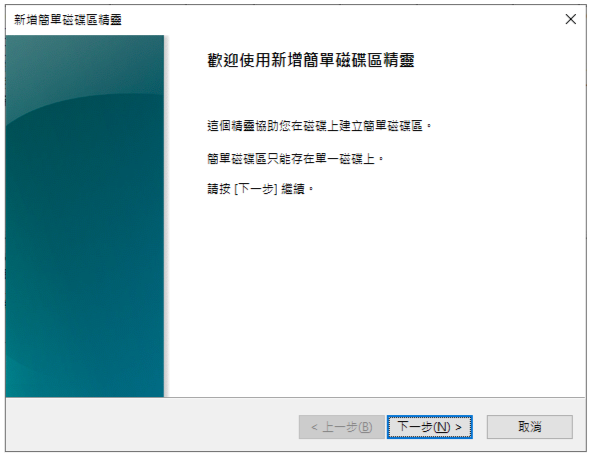 新增簡單磁碟區精靈
歡迎使用新增簡單磁碟區精靈
這個精靈協助您在磁碟上建立簡單磁碟區。
簡單磁碟區只能存在單一磁碟上。
請按 [下一步] 繼續。
< 上一步(B) 下一步(N) > 取消